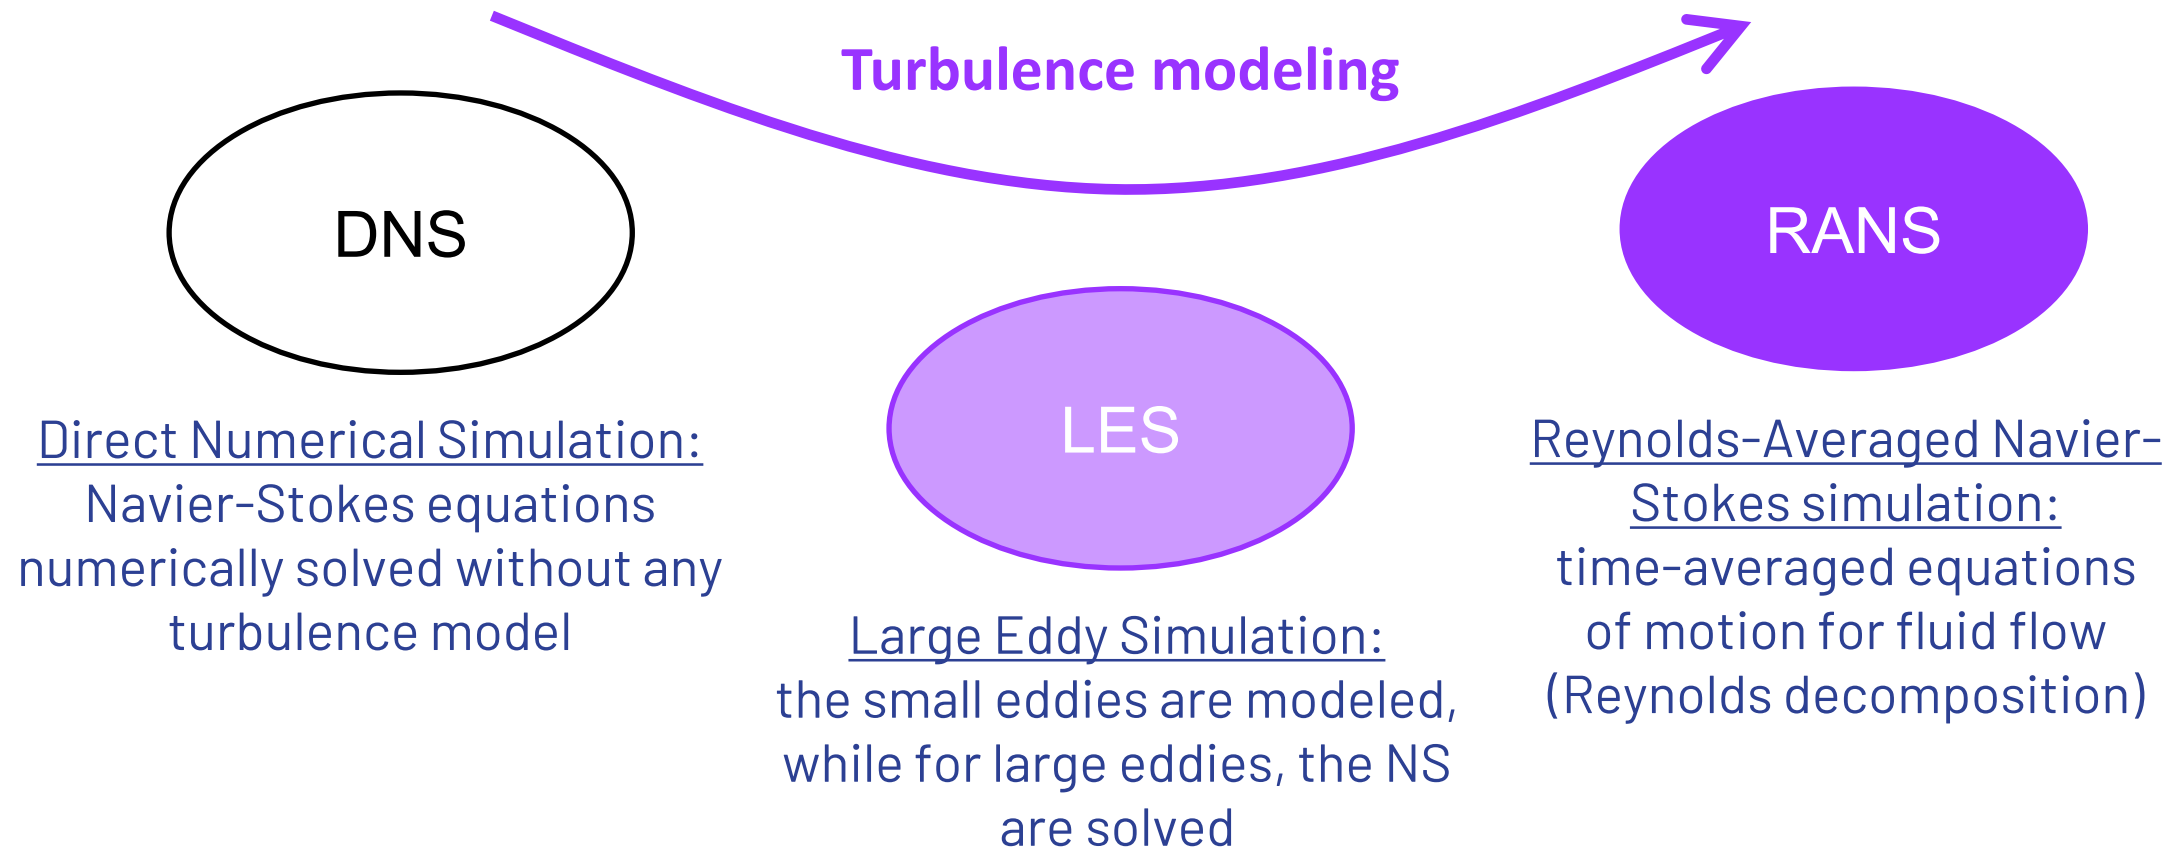 Turbulence modeling
DNS
Direct Numerical Simulation:
Navier-Stokes equations
numerically solved without any
turbulence model
LES
Large Eddy Simulation:
the small eddies are modeled,
while for large eddies, the NS
are solved
RANS
Reynolds-Averaged Navier-
Stokes simulation:
time-averaged equations
of motion for fluid flow
(Reynolds decomposition)